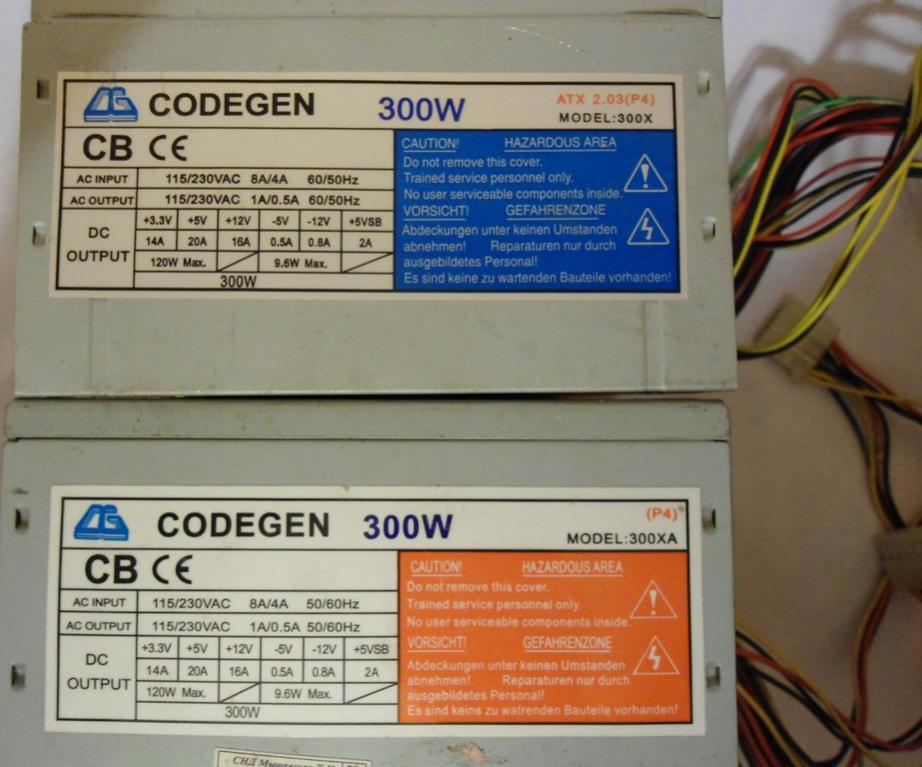 CODEGEN 300W ATX 2.03(P4)
MODEL:300X
CB CE
AC INPUT 115/230VAC 8A/4A 60/50Hz
AC OUTPUT 115/230VAC 1A/0.5A 60/50Hz
DC OUTPUT
+3.3V +5V +12V -5V -12V +5VSB
14A 20A 16A 0.5A 0.8A 2A
120W Max. 9.6W Max.
300W
CAUTION! HAZARDOUS AREA
Do not remove this cover.
Trained service personnel only.
No user serviceable components inside.
VORSICHT! GEFAHRENZONE
Abdeckungen unter keinen Umstanden
abnehmen! Reparaturen nur durch
ausgebildetes Personal!
Es sind keine zu wartenden Bauteile vorhanden!
CODEGEN 300W (P4)
MODEL:300XA
CB CE
AC INPUT 115/230VAC 8A/4A 50/60Hz
AC OUTPUT 115/230VAC 1A/0.5A 50/60Hz
DC OUTPUT
+3.3V +5V +12V -5V -12V +5VSB
14A 20A 16A 0.5A 0.8A 2A
120W Max. 9.6W Max.
300W
CAUTION! HAZARDOUS AREA
Do not remove this cover.
Trained service personnel only.
No user serviceable components inside.
VORSICHT! GEFAHRENZONE
Abdeckungen unter keinen Umstanden
abnehmen! Reparaturen nur durch
ausgebildetes Personal!
Es sind keins zu watrenden Bauteile vorhanden!